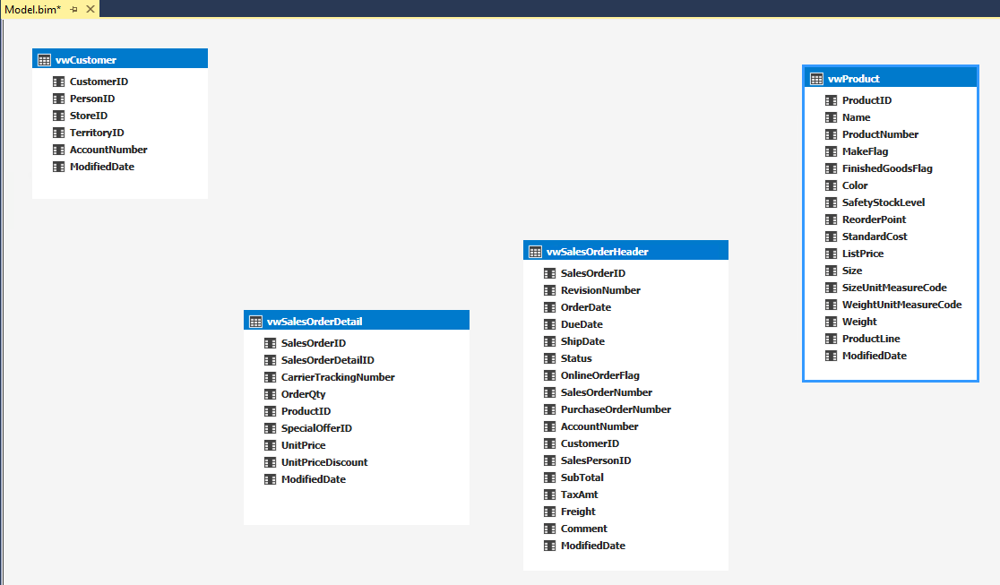 Model.bim*
vwCustomer
CustomerID
PersonID
StoreID
TerritoryID
AccountNumber
ModifiedDate
vwSalesOrderDetail
SalesOrderID
SalesOrderDetailID
CarrierTrackingNumber
OrderQty
ProductID
SpecialOfferID
UnitPrice
UnitPriceDiscount
ModifiedDate
vwSalesOrderHeader
SalesOrderID
RevisionNumber
OrderDate
DueDate
ShipDate
Status
OnlineOrderFlag
SalesOrderNumber
PurchaseOrderNumber
AccountNumber
CustomerID
SalesPersonID
SubTotal
TaxAmt
Freight
Comment
ModifiedDate
vwProduct
ProductID
Name
ProductNumber
MakeFlag
FinishedGoodsFlag
Color
SafetyStockLevel
ReorderPoint
StandardCost
ListPrice
Size
SizeUnitMeasureCode
WeightUnitMeasureCode
Weight
ProductLine
ModifiedDate